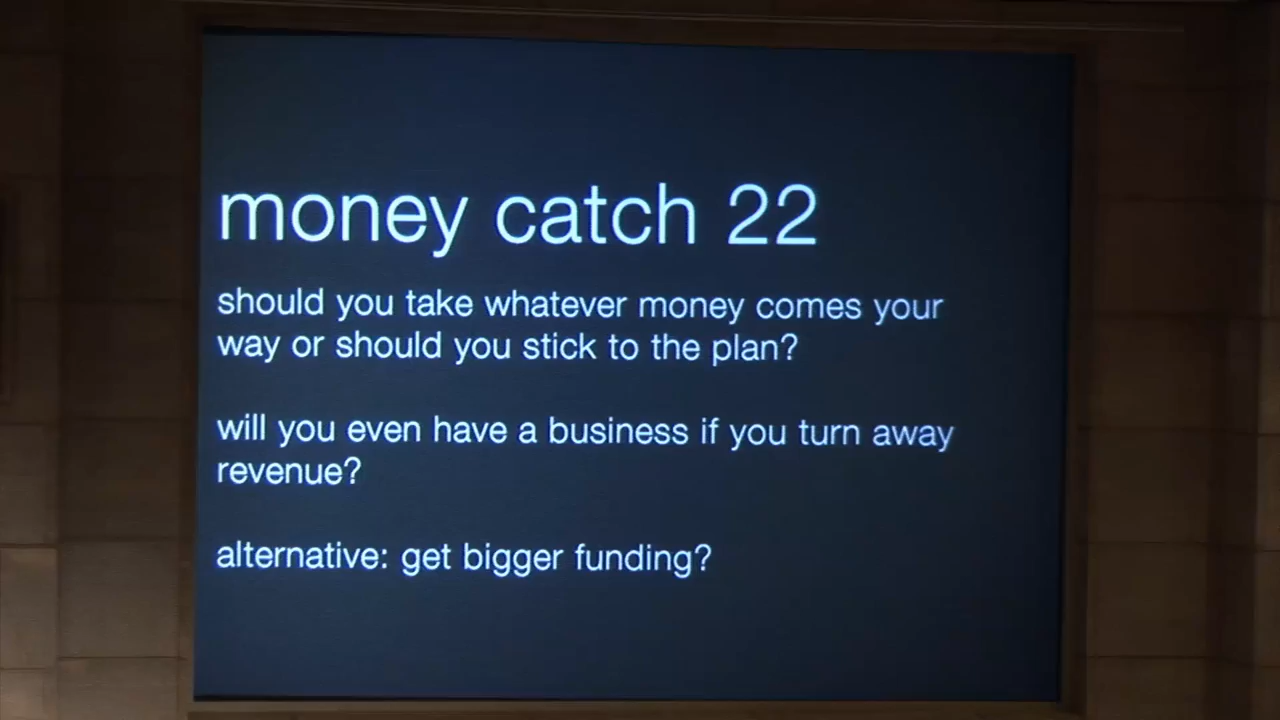 money catch 22
should you take whatever money comes your
way or should you stick to the plan?
will you even have a business if you turn away
revenue?
alternative: get bigger funding?